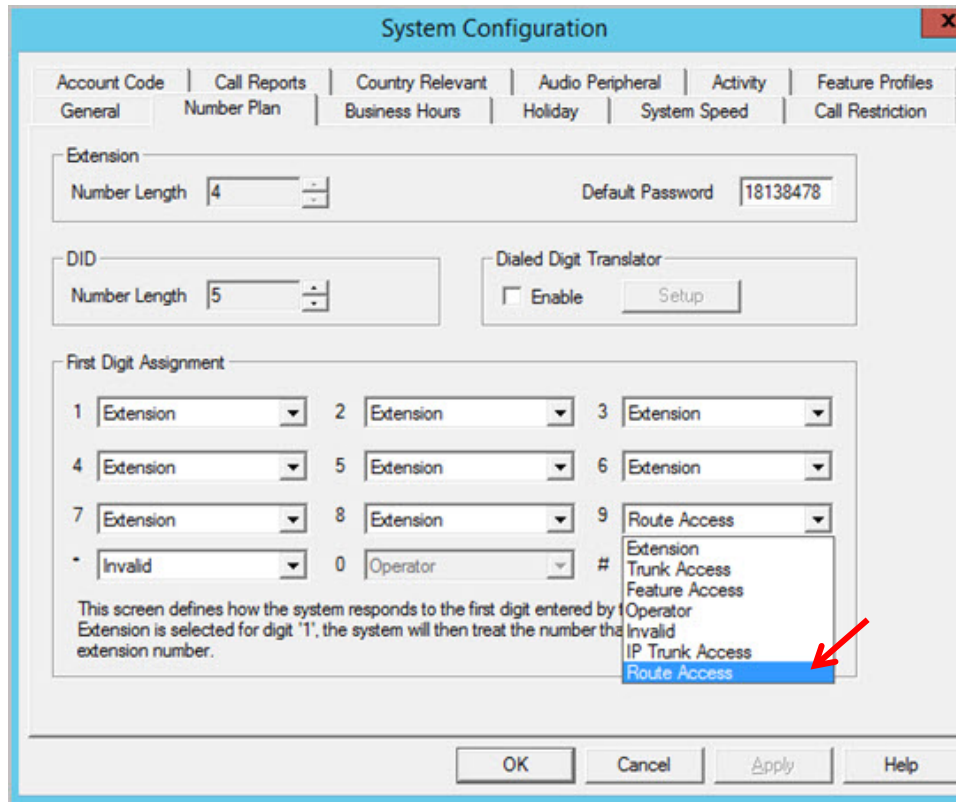 System Configuration
x
Account Code Call Reports Country Relevant Audio Peripheral Activity Feature Profiles
General Number Plan Business Hours Holiday System Speed Call Restriction
Extension
Number Length 4 Default Password 18138478
DID Dialed Digit Translator
Number Length 5 Enable Setup
First Digit Assignment
1 Extension 2 Extension 3 Extension
4 Extension 5 Extension 6 Extension
7 Extension 8 Extension 9 Route Access
* Invalid 0 Operator #
Extension
Trunk Access
Feature Access
Operator
Invalid
IP Trunk Access
Route Access
This screen defines how the system responds to the first digit entered by
Extension is selected for digit '1', the system will then treat the number
extension number.
OK Cancel Apply Help